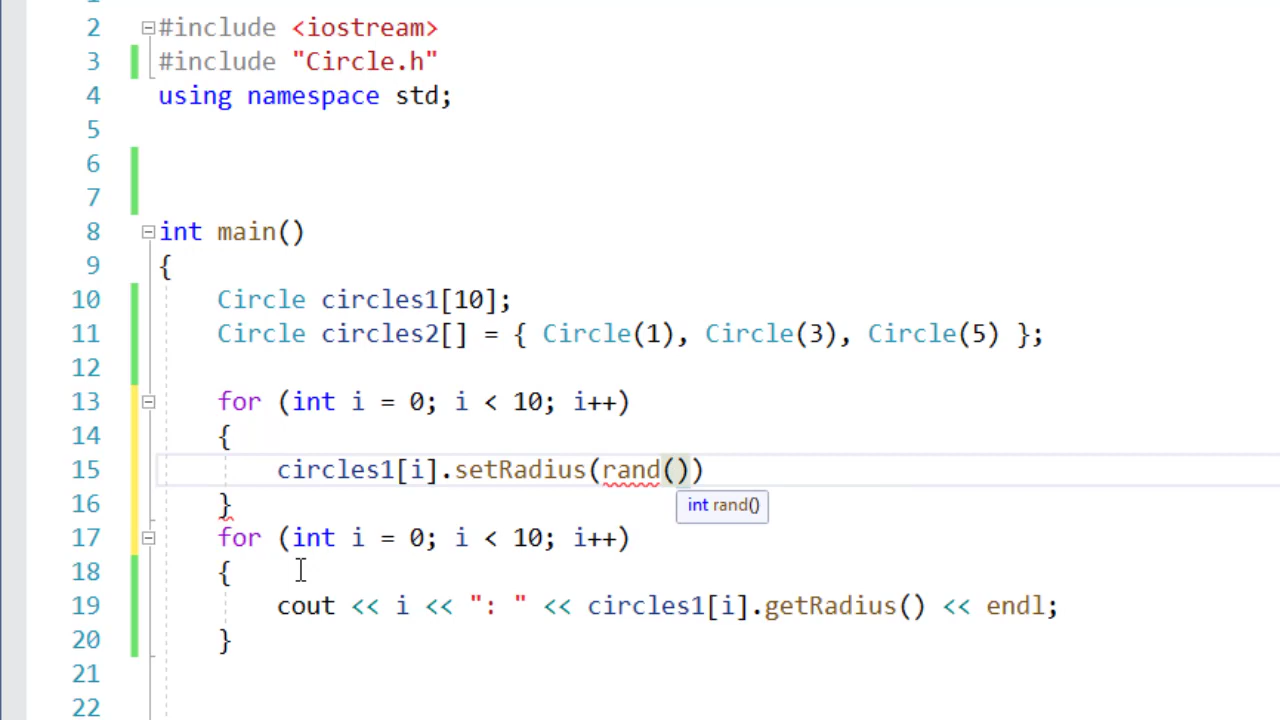 2 #include <iostream>
3 #include "Circle.h"
4 using namespace std;
5
6
7
8 int main()
9 {
10 Circle circles1[10];
11 Circle circles2[] = { Circle(1), Circle(3), Circle(5) };
12
13 for (int i = 0; i < 10; i++)
14 {
15 circles1[i].setRadius(rand())
16 }
int rand()
17 for (int i = 0; i < 10; i++)
18 {
19 cout << i << ": " << circles1[i].getRadius() << endl;
20 }
21
22